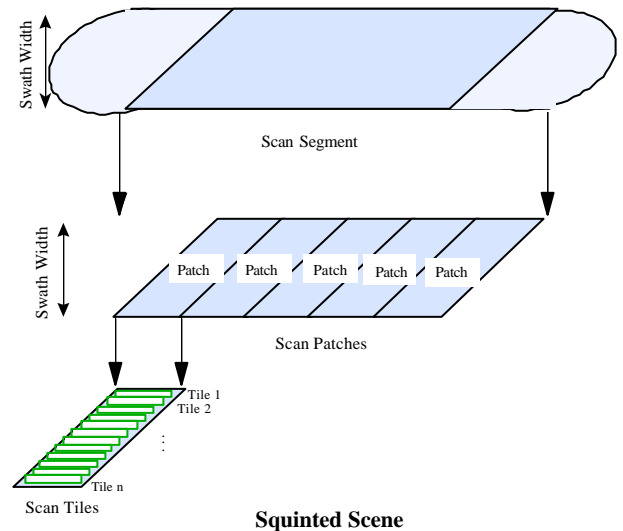 Swath Width
Scan Segment
Swath Width
Patch Patch Patch Patch Patch
Scan Patches
Tile 1
Tile 2
...
Tile n
Scan Tiles
Squinted Scene